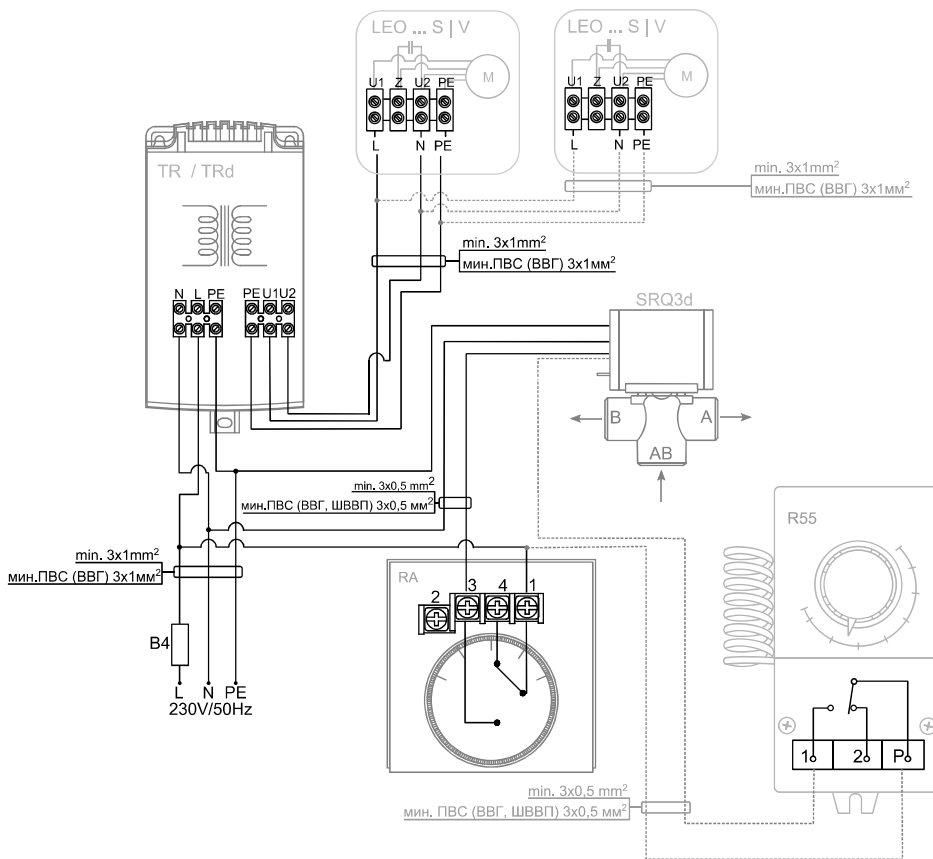 LEO ... S | V
LEO ... S | V
M
M
U1 Z U2 PE
U1 Z U2 PE
L N PE
L N PE
TR / TRd
min. 3x1mm²
мин.ПВС (ВВГ) 3x1мм²
min. 3x1mm²
мин.ПВС (ВВГ) 3x1мм²
N L PE PE U1 U2
SRQ3d
B A
AB
min. 3x0,5 mm²
мин.ПВС (ВВГ, ШВВП) 3x0,5 мм²
R55
min. 3x1mm²
мин.ПВС (ВВГ) 3x1мм²
RA
2 3 4 1
B4
L N PE
230V/50Hz
1 2 P
min. 3x0,5 mm²
мин. ПВС (ВВГ, ШВВП) 3x0,5 мм²